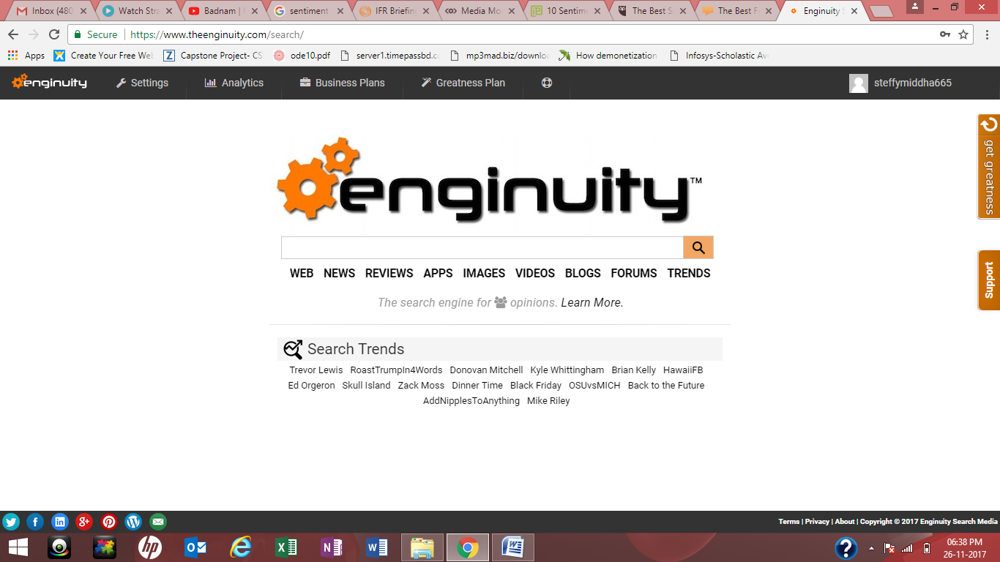 Inbox (480 Watch Stra Badnam | sentiment IFR Briefin Media Mo 10 Sentime The Best S The Best F Enginuity S
Secure https://www.theenginuity.com/search/
Apps Create Your Free Web Capstone Project- CS ode10.pdf server1.timepassbd.c mp3mad.biz/downlo How demonetization Infosys-Scholastic Av
enginuity Settings Analytics Business Plans Greatness Plan steffymiddha665
get greatness
enginuity™
WEB NEWS REVIEWS APPS IMAGES VIDEOS BLOGS FORUMS TRENDS
Support
The search engine for opinions. Learn More.
Search Trends
Trevor Lewis RoastTrumpIn4Words Donovan Mitchell Kyle Whittingham Brian Kelly HawaiiFB
Ed Orgeron Skull Island Zack Moss Dinner Time Black Friday OSUvsMICH Back to the Future
AddNipplesToAnything Mike Riley
Terms | Privacy | About | Copyright © 2017 Enginuity Search Media
06:38 PM
26-11-2017